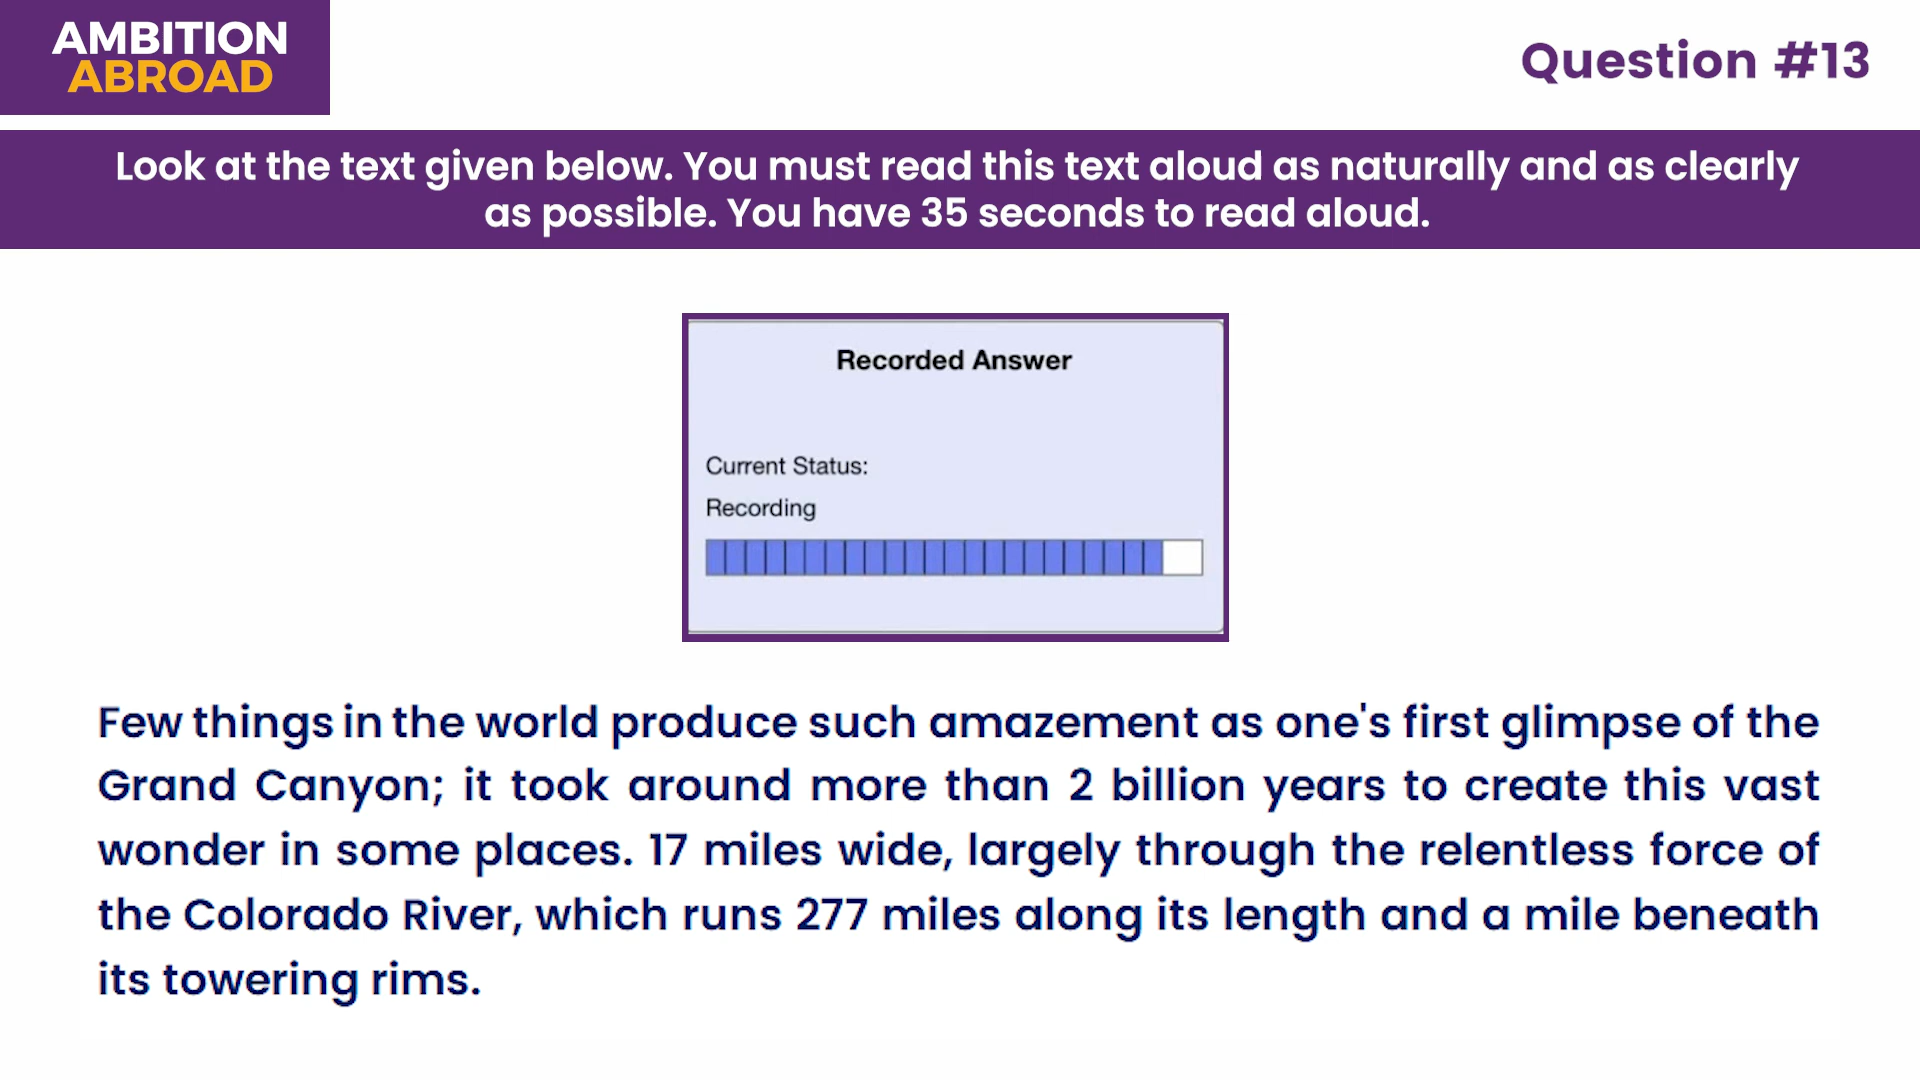 AMBITION
ABROAD
Question #13
Look at the text given below. You must read this text aloud as naturally and as clearly
as possible. You have 35 seconds to read aloud.
Recorded Answer
Current Status:
Recording
Few things in the world produce such amazement as one's first glimpse of the
Grand Canyon; it took around more than 2 billion years to create this vast
wonder in some places. 17 miles wide, largely through the relentless force of
the Colorado River, which runs 277 miles along its length and a mile beneath
its towering rims.